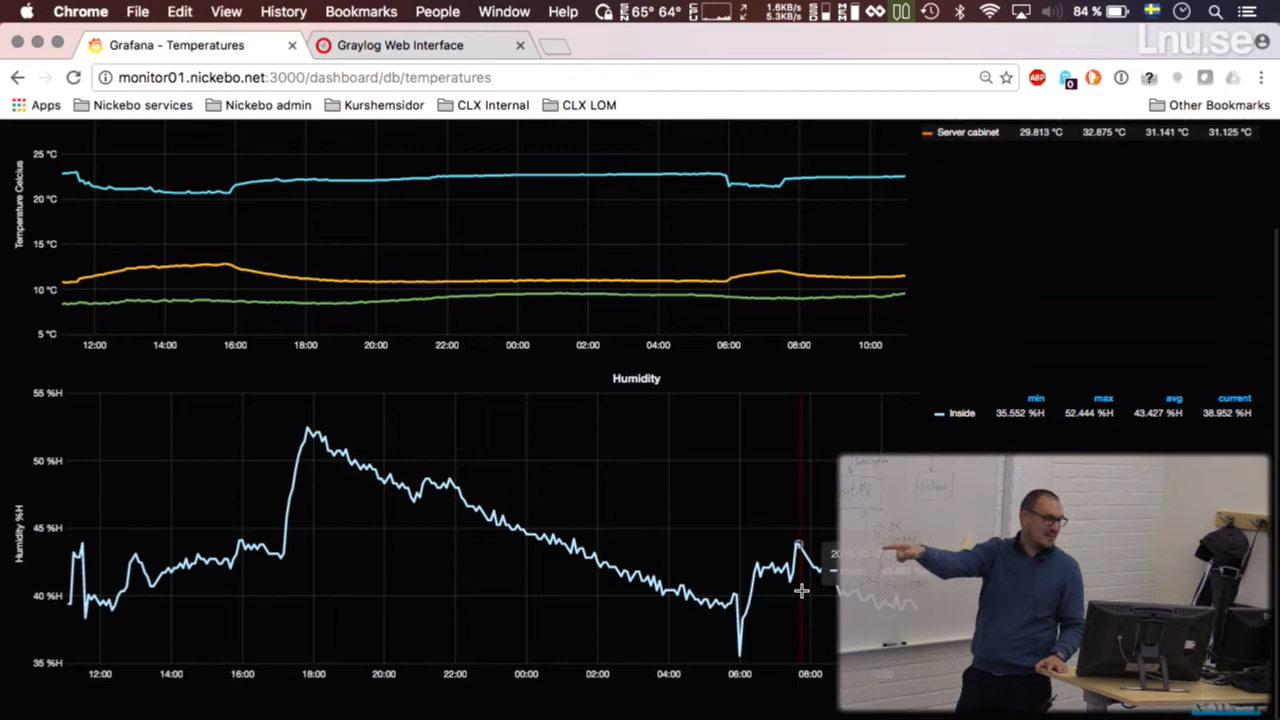 Chrome File Edit View History Bookmarks People Window Help 65° 64° 1.6KB/s 5.3KB/s 84 %
Lnu.se
Grafana - Temperatures
Graylog Web Interface
monitor01.nickebo.net:3000/dashboard/db/temperatures
ABP 0
Apps Nickebo services Nickebo admin Kurshemsidor CLX Internal CLX LOM Other Bookmarks
Server cabinet 29.813 °C 32.875 °C 31.141 °C 31.125 °C
Temperature Celcius
25 °C
20 °C
15 °C
10 °C
5 °C
12:00 14:00 16:00 18:00 20:00 22:00 00:00 02:00 04:00 06:00 08:00 10:00
Humidity
min max avg current
Inside 35.552 %H 52.444 %H 43.427 %H 38.952 %H
Humidity %H
55 %H
50 %H
45 %H
40 %H
35 %H
12:00 14:00 16:00 18:00 20:00 22:00 00:00 02:00 04:00 06:00 08:00 10:00